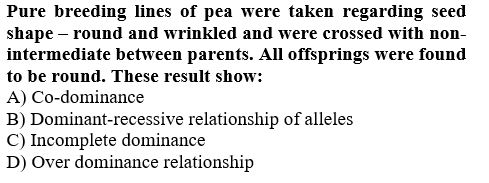 Pure breeding lines of pea were taken regarding seed
shape – round and wrinkled and were crossed with non-
intermediate between parents. All offsprings were found
to be round. These result show:
A) Co-dominance
B) Dominant-recessive relationship of alleles
C) Incomplete dominance
D) Over dominance relationship